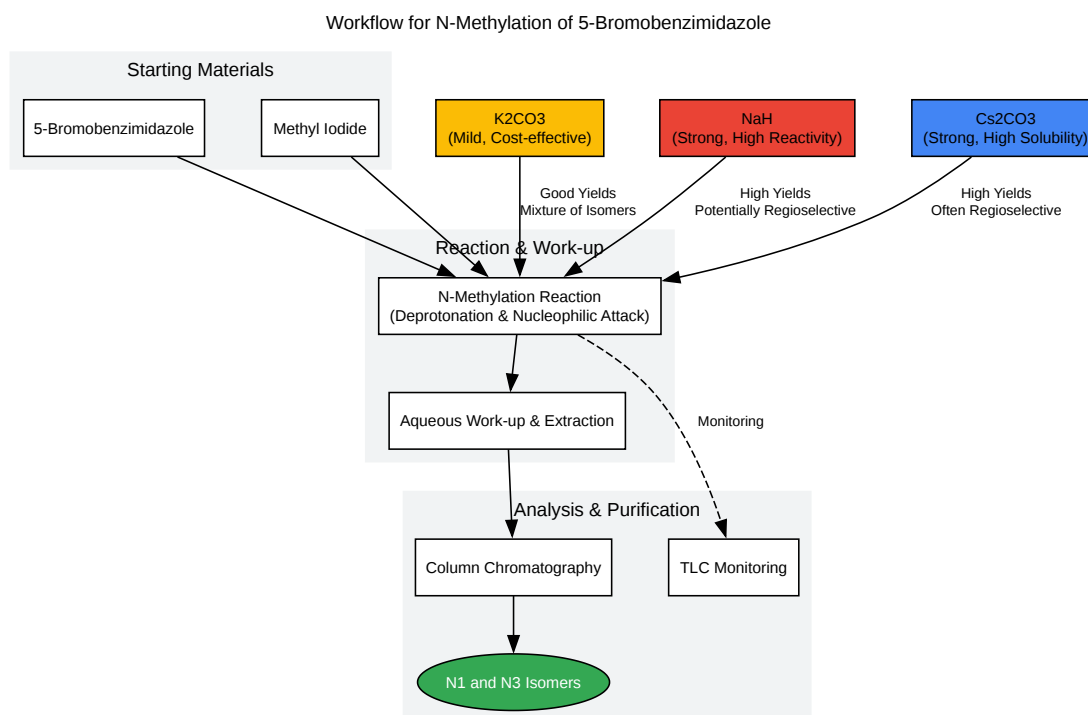 Workflow for N-Methylation of 5-Bromobenzimidazole
Starting Materials
5-Bromobenzimidazole
Methyl Iodide
K2CO3
(Mild, Cost-effective)
NaH
(Strong, High Reactivity)
Cs2CO3
(Strong, High Solubility)
Good Yields
Mixture of Isomers
High Yields
Potentially Regioselective
High Yields
Often Regioselective
Reaction & Work-up
N-Methylation Reaction
(Deprotonation & Nucleophilic Attack)
Aqueous Work-up & Extraction
Monitoring
Analysis & Purification
Column Chromatography
TLC Monitoring
N1 and N3 Isomers